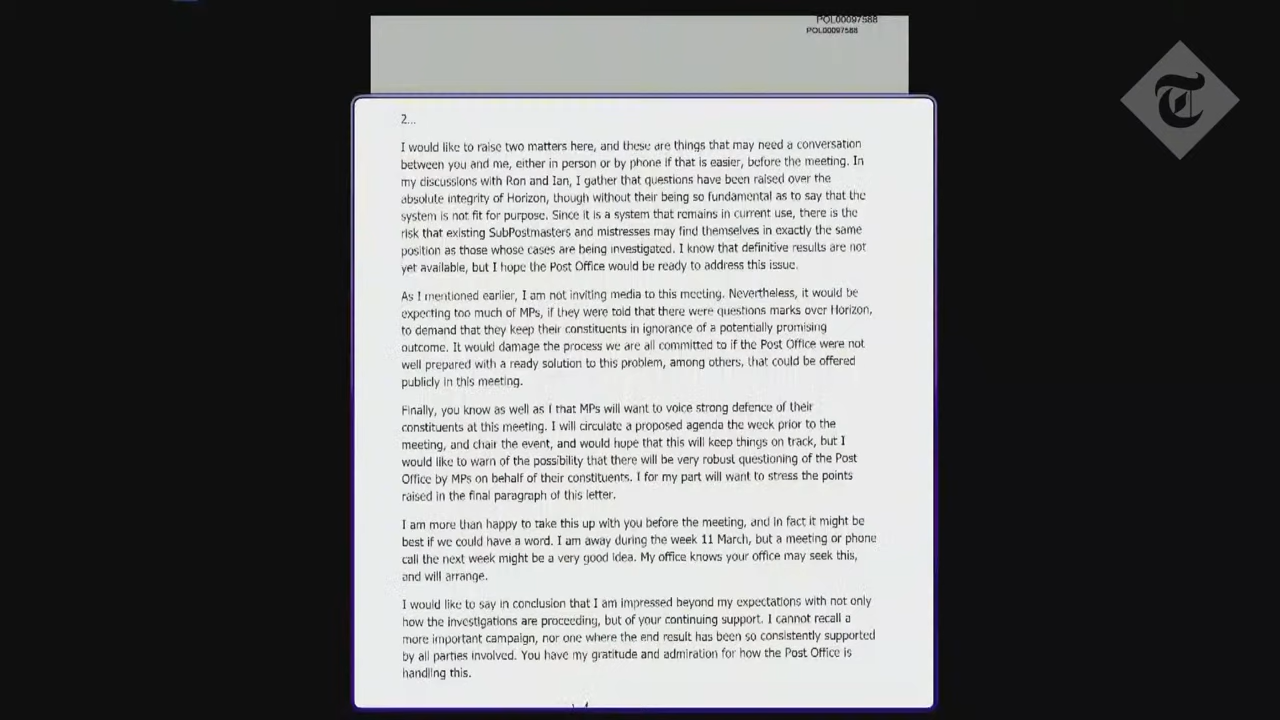 POL00097588
POL00097588
2...
I would like to raise two matters here, and these are things that may need a conversation
between you and me, either in person or by phone if that is easier, before the meeting. In
my discussions with Ron and Ian, I gather that questions have been raised over the
absolute integrity of Horizon, though without their being so fundamental as to say that the
system is not fit for purpose. Since it is a system that remains in current use, there is the
risk that existing SubPostmasters and mistresses may find themselves in exactly the same
position as those whose cases are being investigated. I know that definitive results are not
yet available, but I hope the Post Office would be ready to address this issue.
As I mentioned earlier, I am not inviting media to this meeting. Nevertheless, it would be
expecting too much of MPs, if they were told that there were questions marks over Horizon,
to demand that they keep their constituents in ignorance of a potentially promising
outcome. It would damage the process we are all committed to if the Post Office were not
well prepared with a ready solution to this problem, among others, that could be offered
publicly in this meeting.
Finally, you know as well as I that MPs will want to voice strong defence of their
constituents at this meeting. I will circulate a proposed agenda the week prior to the
meeting, and chair the event, and would hope that this will keep things on track, but I
would like to warn of the possibility that there will be very robust questioning of the Post
Office by MPs on behalf of their constituents. I for my part will want to stress the points
raised in the final paragraph of this letter.
I am more than happy to take this up with you before the meeting, and in fact it might be
best if we could have a word. I am away during the week 11 March, but a meeting or phone
call the next week might be a very good idea. My office knows your office may seek this,
and will arrange.
I would like to say in conclusion that I am impressed beyond my expectations with not only
how the investigations are proceeding, but of your continuing support. I cannot recall a
more important campaign, nor one where the end result has been so consistently supported
by all parties involved. You have my gratitude and admiration for how the Post Office is
handling this.